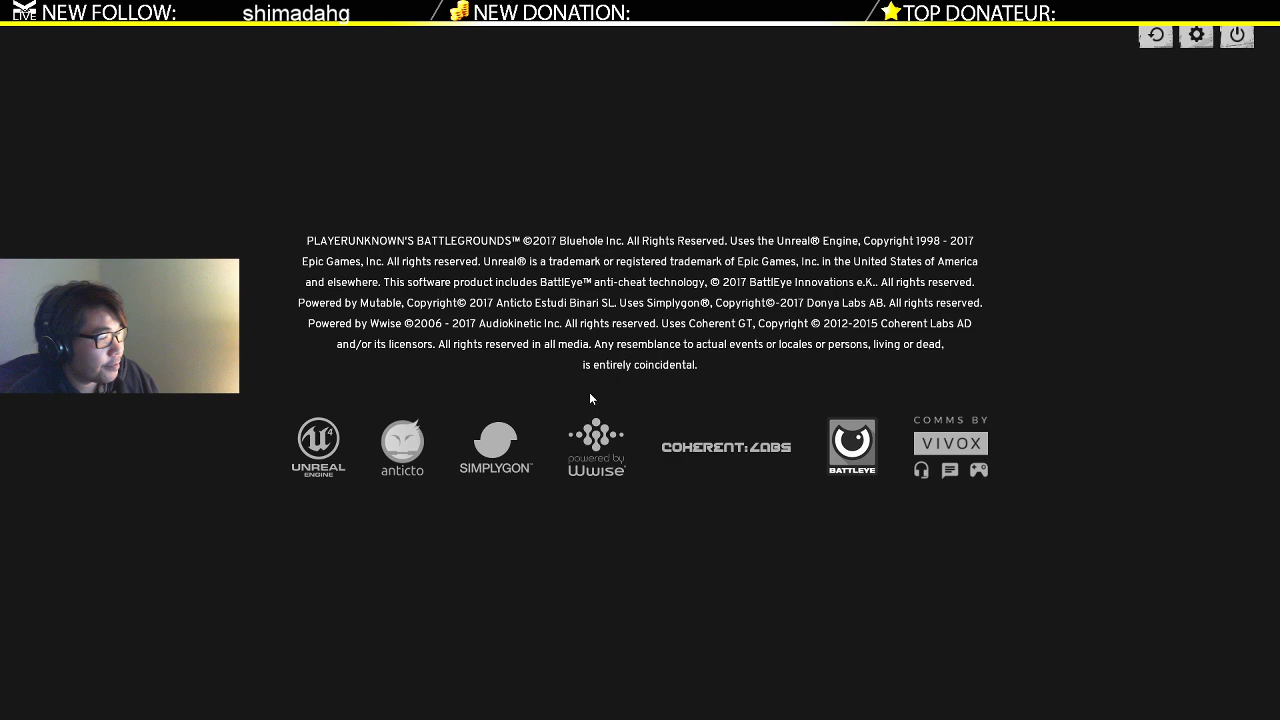 LIVE NEW FOLLOW: shimadahg NEW DONATION: TOP DONATEUR:
PLAYERUNKNOWN'S BATTLEGROUNDS™ ©2017 Bluehole Inc. All Rights Reserved. Uses the Unreal® Engine, Copyright 1998 - 2017
Epic Games, Inc. All rights reserved. Unreal® is a trademark or registered trademark of Epic Games, Inc. in the United States of America
and elsewhere. This software product includes BattlEye™ anti-cheat technology, © 2017 BattlEye Innovations e.K.. All rights reserved.
Powered by Mutable, Copyright© 2017 Anticto Estudi Binari SL. Uses Simplygon®, Copyright©-2017 Donya Labs AB. All rights reserved.
Powered by Wwise ©2006 - 2017 Audiokinetic Inc. All rights reserved. Uses Coherent GT, Copyright © 2012-2015 Coherent Labs AD
and/or its licensors. All rights reserved in all media. Any resemblance to actual events or locales or persons, living or dead,
is entirely coincidental.
UNREAL
ENGINE
4
anticto
SIMPLYGON™
powered by
Wwise®
COHERENT:LABS
BATTLEYE
COMMS BY
VIVOX